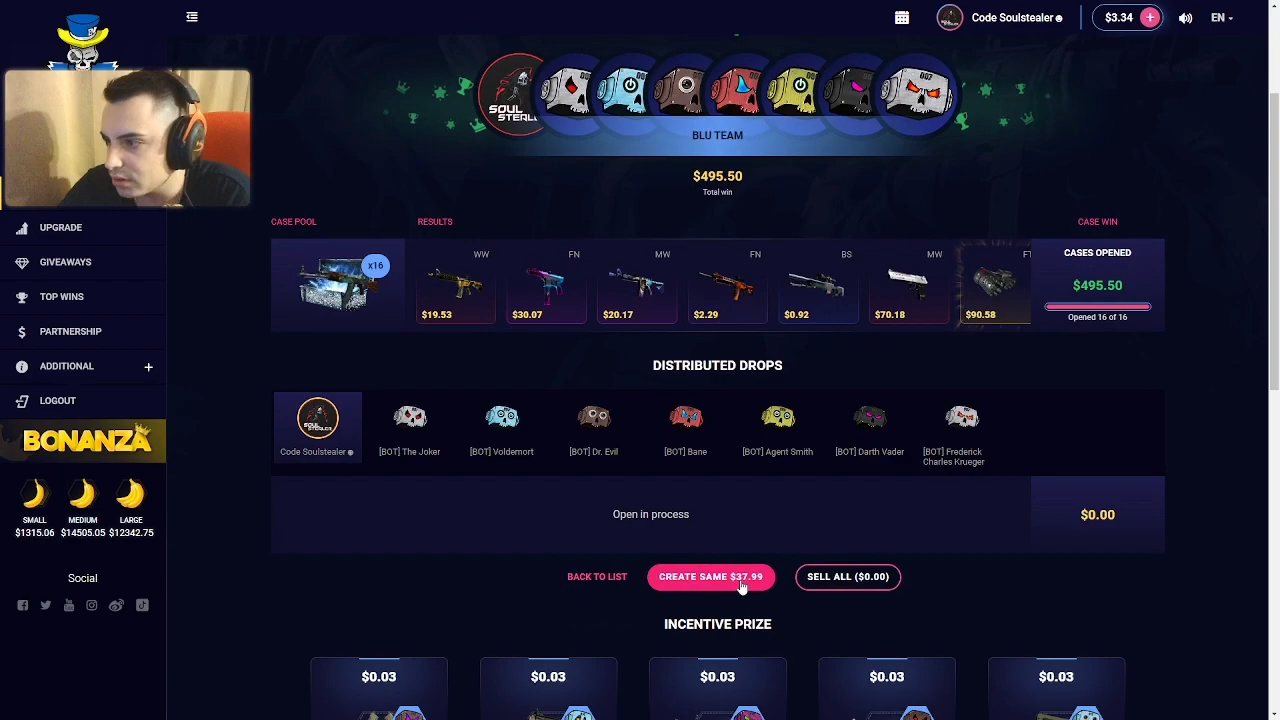 Code Soulstealer
$3.34 +
EN
007
007
007
SOUL
BLU TEAM
$495.50
Total win
UPGRADE
GIVEAWAYS
TOP WINS
$ PARTNERSHIP
ADDITIONAL +
LOGOUT
BONANZA
SMALL MEDIUM LARGE
$1315.06 $14505.05 $12342.75
Social
CASE POOL RESULTS CASE WIN
x16
WW FN MW FN BS MW
$19.53 $30.07 $20.17 $2.29 $0.92 $70.18 $90.58
CASES OPENED
$495.50
Opened 16 of 16
DISTRIBUTED DROPS
Code Soulstealer [BOT] The Joker [BOT] Voldemort [BOT] Dr. Evil [BOT] Bane [BOT] Agent Smith [BOT] Darth Vader [BOT] Frederick
Charles Krueger
Open in process $0.00
BACK TO LIST CREATE SAME $37.99 SELL ALL ($0.00)
INCENTIVE PRIZE
$0.03 $0.03 $0.03 $0.03 $0.03